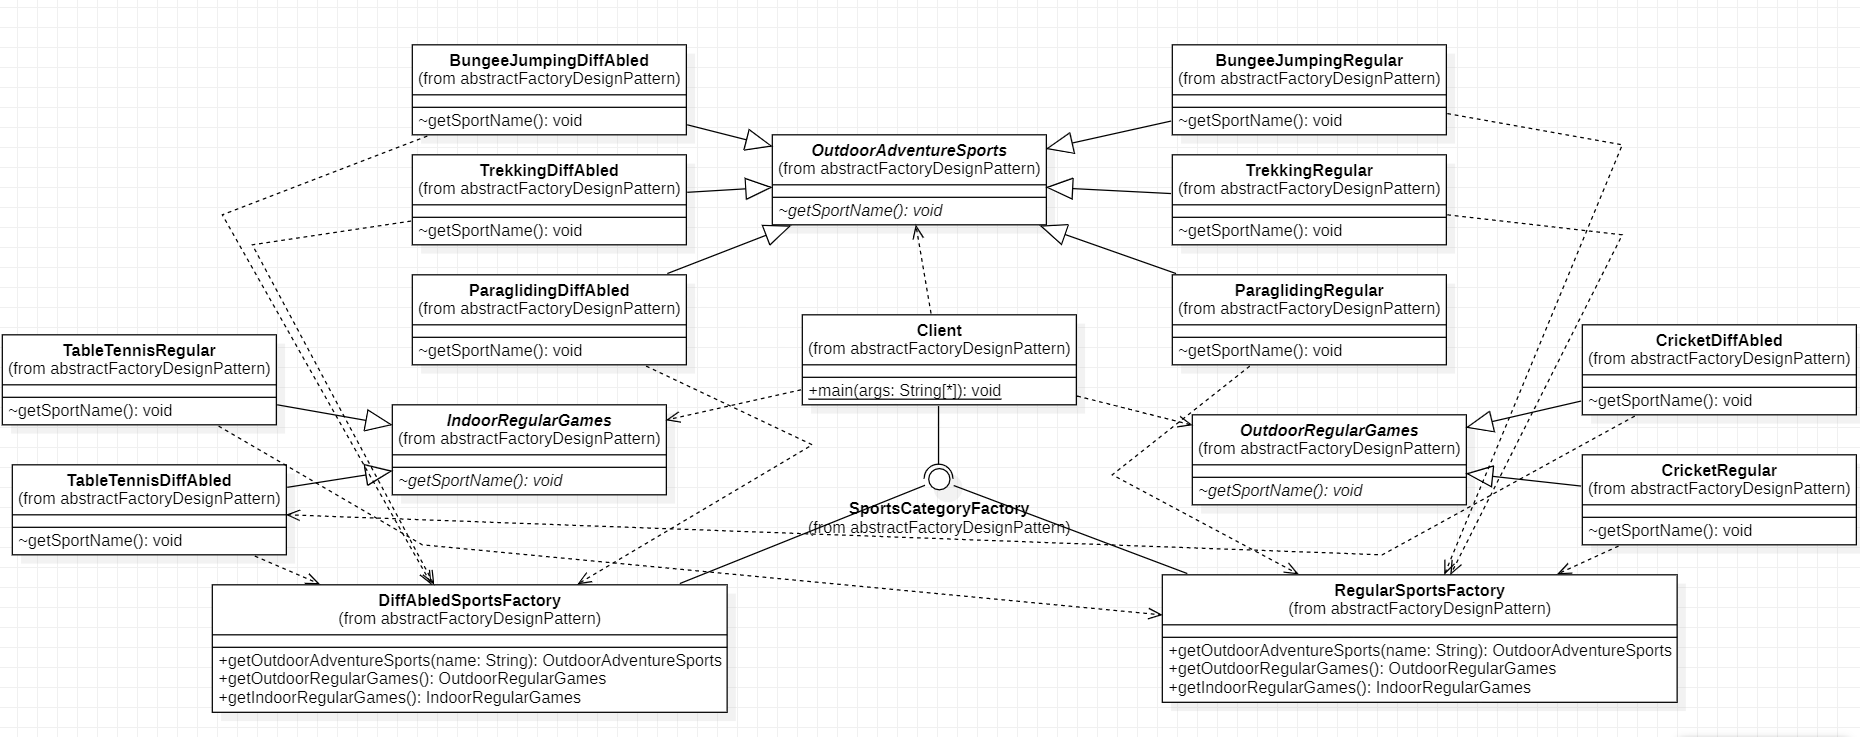 BungeeJumpingDiffAbled
(from abstractFactoryDesignPattern)
~getSportName(): void
BungeeJumpingRegular
(from abstractFactoryDesignPattern)
~getSportName(): void
OutdoorAdventureSports
(from abstractFactoryDesignPattern)
~getSportName(): void
TrekkingDiffAbled
(from abstractFactoryDesignPattern)
~getSportName(): void
TrekkingRegular
(from abstractFactoryDesignPattern)
~getSportName(): void
ParaglidingDiffAbled
(from abstractFactoryDesignPattern)
~getSportName(): void
ParaglidingRegular
(from abstractFactoryDesignPattern)
~getSportName(): void
Client
(from abstractFactoryDesignPattern)
+main(args: String[*]): void
TableTennisRegular
(from abstractFactoryDesignPattern)
~getSportName(): void
CricketDiffAbled
(from abstractFactoryDesignPattern)
~getSportName(): void
IndoorRegularGames
(from abstractFactoryDesignPattern)
~getSportName(): void
OutdoorRegularGames
(from abstractFactoryDesignPattern)
~getSportName(): void
TableTennisDiffAbled
(from abstractFactoryDesignPattern)
~getSportName(): void
CricketRegular
(from abstractFactoryDesignPattern)
~getSportName(): void
SportsCategoryFactory
(from abstractFactoryDesignPattern)
DiffAbledSportsFactory
(from abstractFactoryDesignPattern)
+getOutdoorAdventureSports(name: String): OutdoorAdventureSports
+getOutdoorRegularGames(): OutdoorRegularGames
+getIndoorRegularGames(): IndoorRegularGames
RegularSportsFactory
(from abstractFactoryDesignPattern)
+getOutdoorAdventureSports(name: String): OutdoorAdventureSports
+getOutdoorRegularGames(): OutdoorRegularGames
+getIndoorRegularGames(): IndoorRegularGames